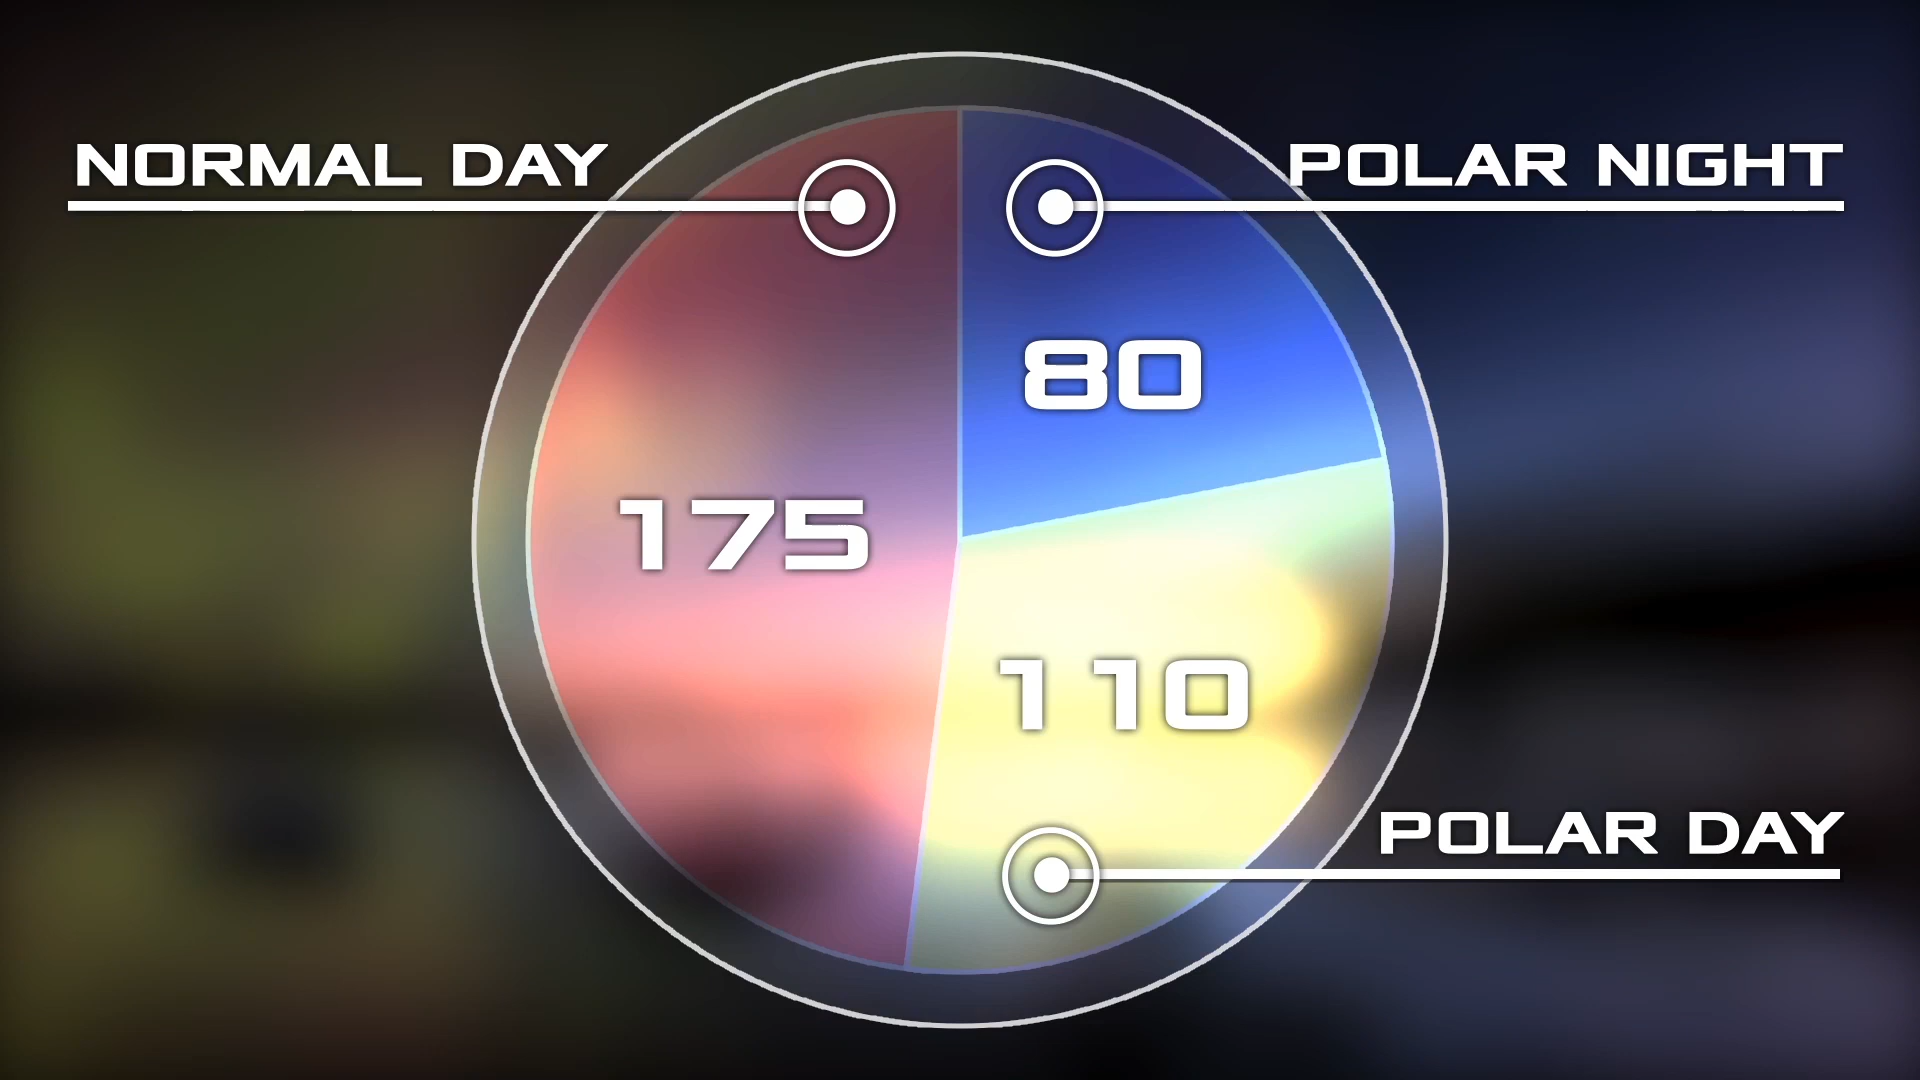 NORMAL DAY
POLAR NIGHT
80
175
110
POLAR DAY